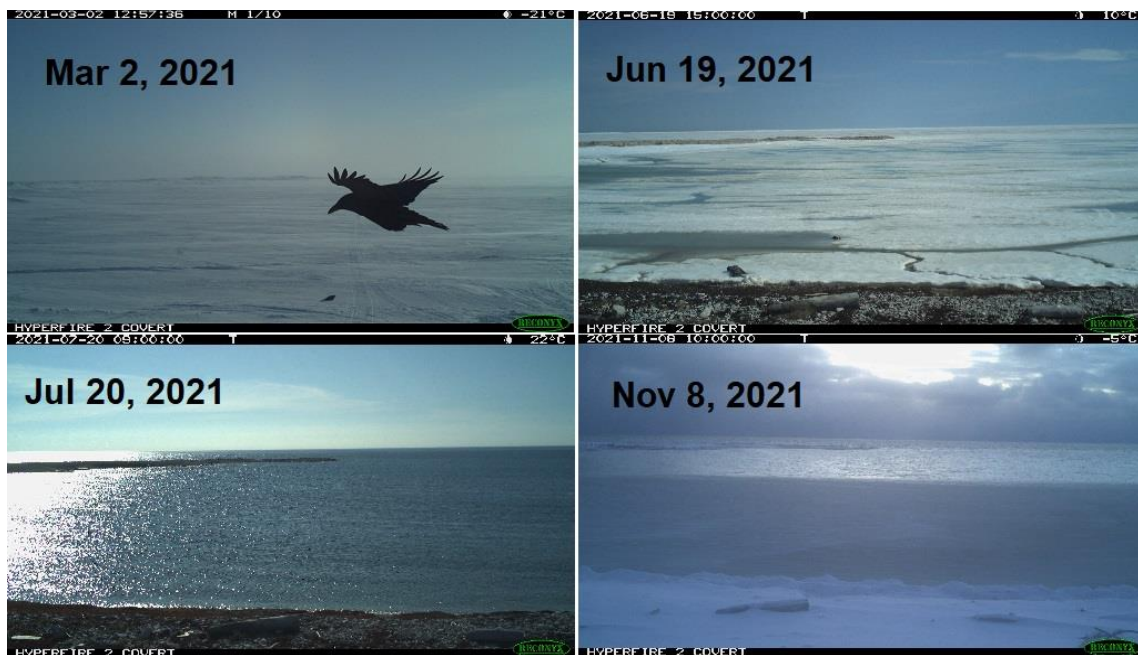 2021-03-02 12:57:36 M 1/10 -21°C
Mar 2, 2021
HYPERFIRE 2 COVERT RECONYX
2021-06-19 15:00:00 T 10°C
Jun 19, 2021
HYPERFIRE 2 COVERT RECONYX
2021-07-20 09:00:00 T 22°C
Jul 20, 2021
HYPERFIRE 2 COVERT RECONYX
2021-11-08 10:00:00 T -5°C
Nov 8, 2021
HYPERFIRE 2 COVERT RECONYX